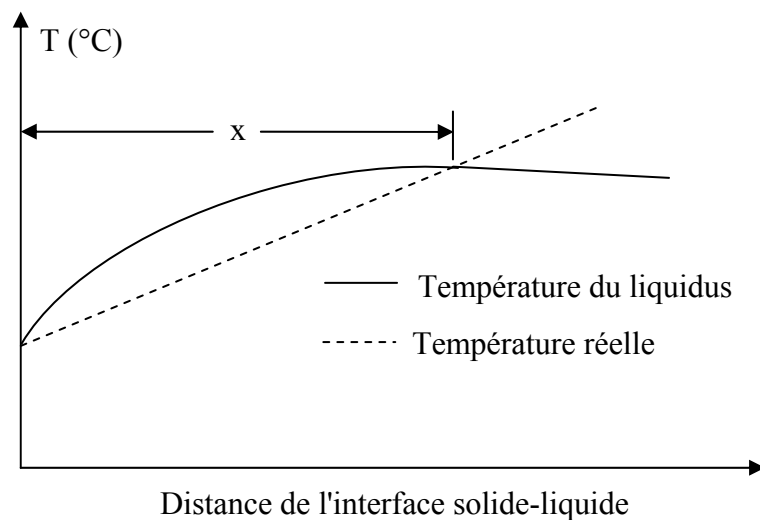 T (°C)
x
Température du liquidus
Température réelle
Distance de l'interface solide-liquide